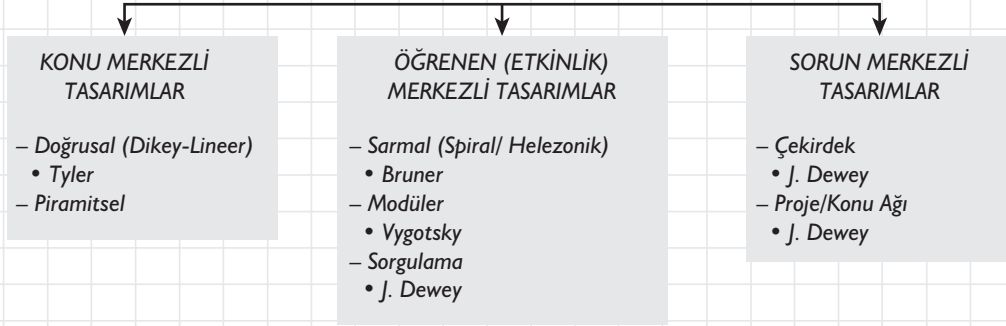 KONU MERKEZLİ
TASARIMLAR
– Doğrusal (Dikey-Lineer)
• Tyler
– Piramitsel
ÖĞRENEN (ETKİNLİK)
MERKEZLİ TASARIMLAR
– Sarmal (Spiral/ Helezonik)
• Bruner
– Modüler
• Vygotsky
– Sorgulama
• J. Dewey
SORUN MERKEZLİ
TASARIMLAR
– Çekirdek
• J. Dewey
– Proje/Konu Ağı
• J. Dewey